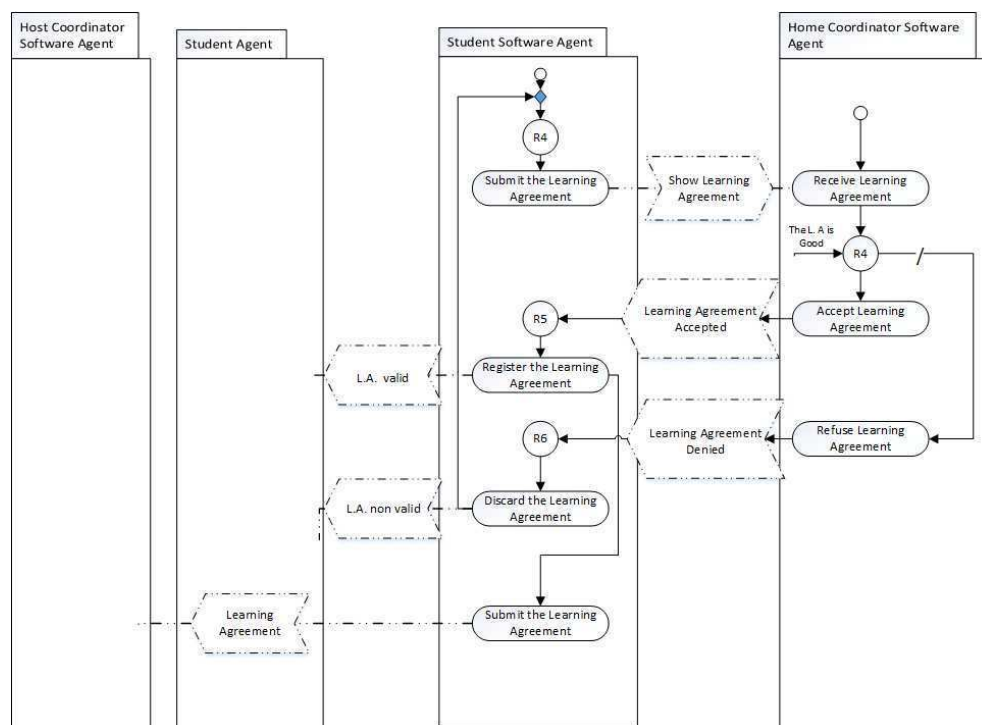 Host Coordinator
Software Agent
Student Agent
Student Software Agent
Home Coordinator Software
Agent
R4
Submit the Learning
Agreement
Show Learning
Agreement
Receive Learning
Agreement
The L. A is
Good
R4
/
Learning Agreement
Accepted
Accept Learning
Agreement
R5
L.A. valid
Register the Learning
Agreement
R6
Learning Agreement
Denied
Refuse Learning
Agreement
L.A. non valid
Discard the Learning
Agreement
Learning
Agreement
Submit the Learning
Agreement